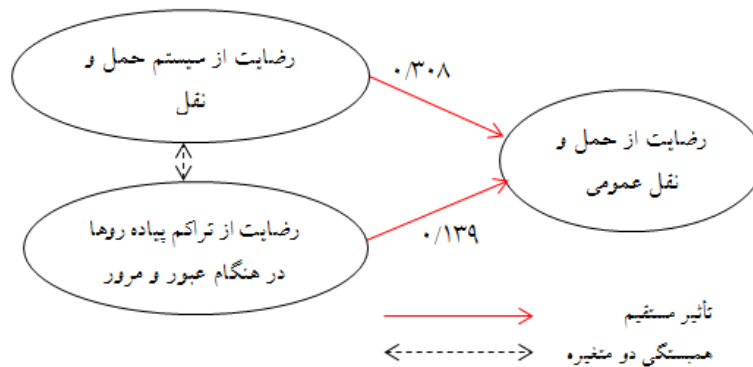 رضایت از سیستم حمل و
نقل
۰/۳۰۸
رضایت از حمل و
نقل عمومی
رضایت از تراکم پیاده روها
در هنگام عبور و مرور
۰/۱۳۹
تأثیر مستقیم
همبستگی دو متغیره